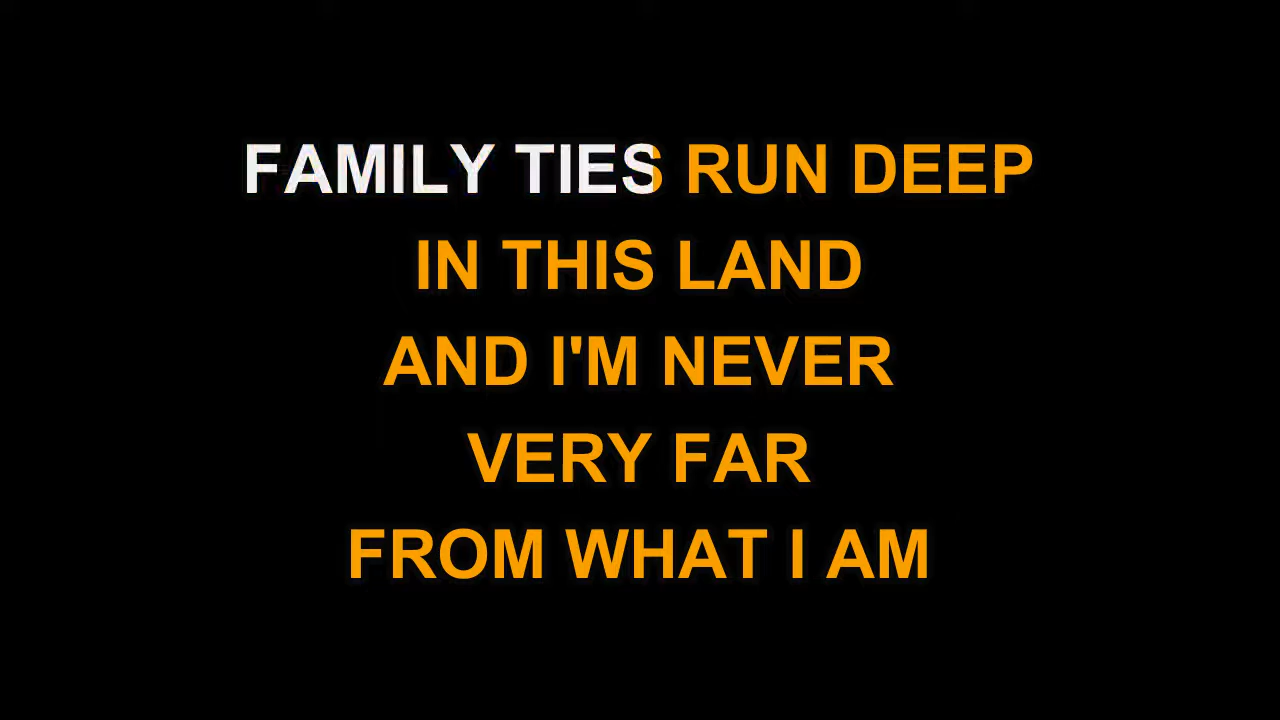 FAMILY TIES RUN DEEP
IN THIS LAND
AND I'M NEVER
VERY FAR
FROM WHAT I AM